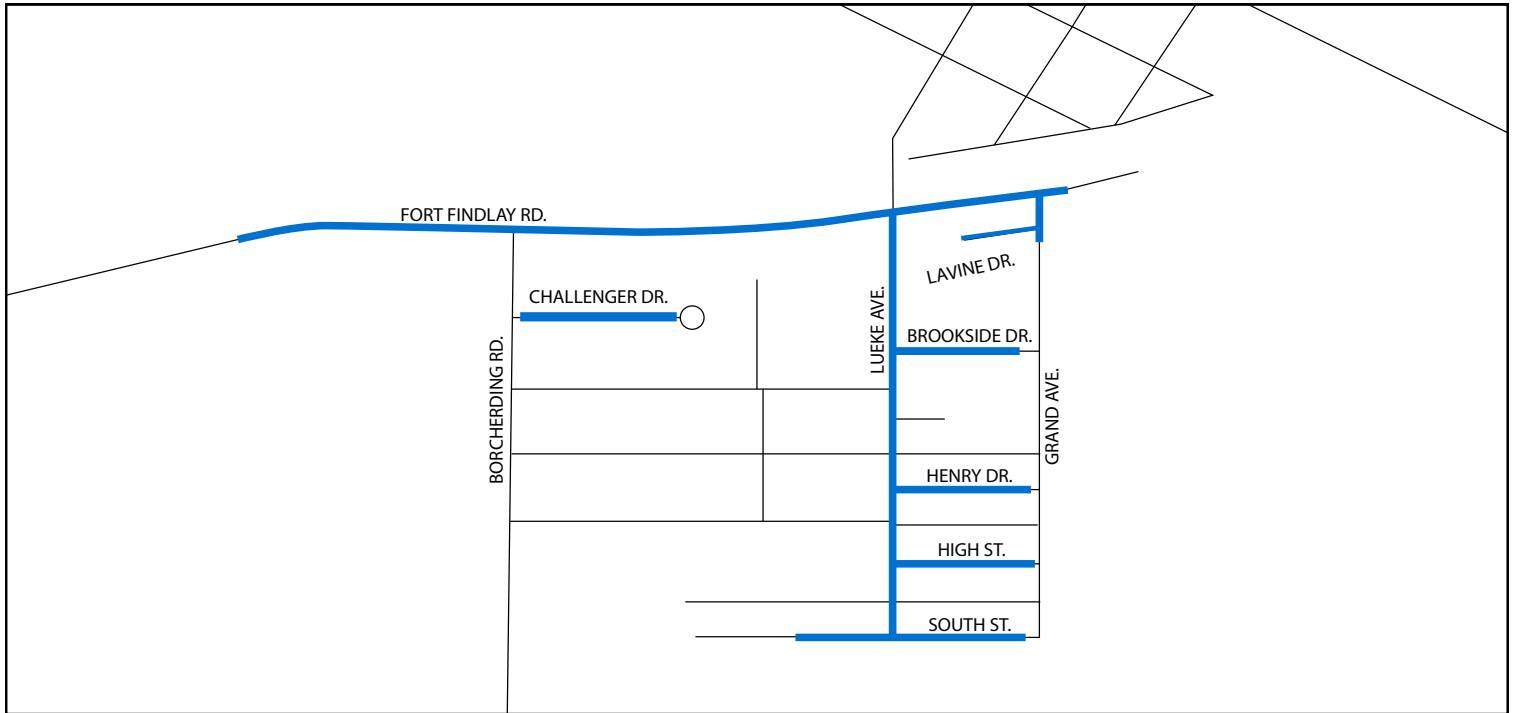 FORT FINDLAY RD.
LAVINE DR.
CHALLENGER DR.
LUEKE AVE.
BROOKSIDE DR.
BORCHERDING RD.
GRAND AVE.
HENRY DR.
HIGH ST.
SOUTH ST.